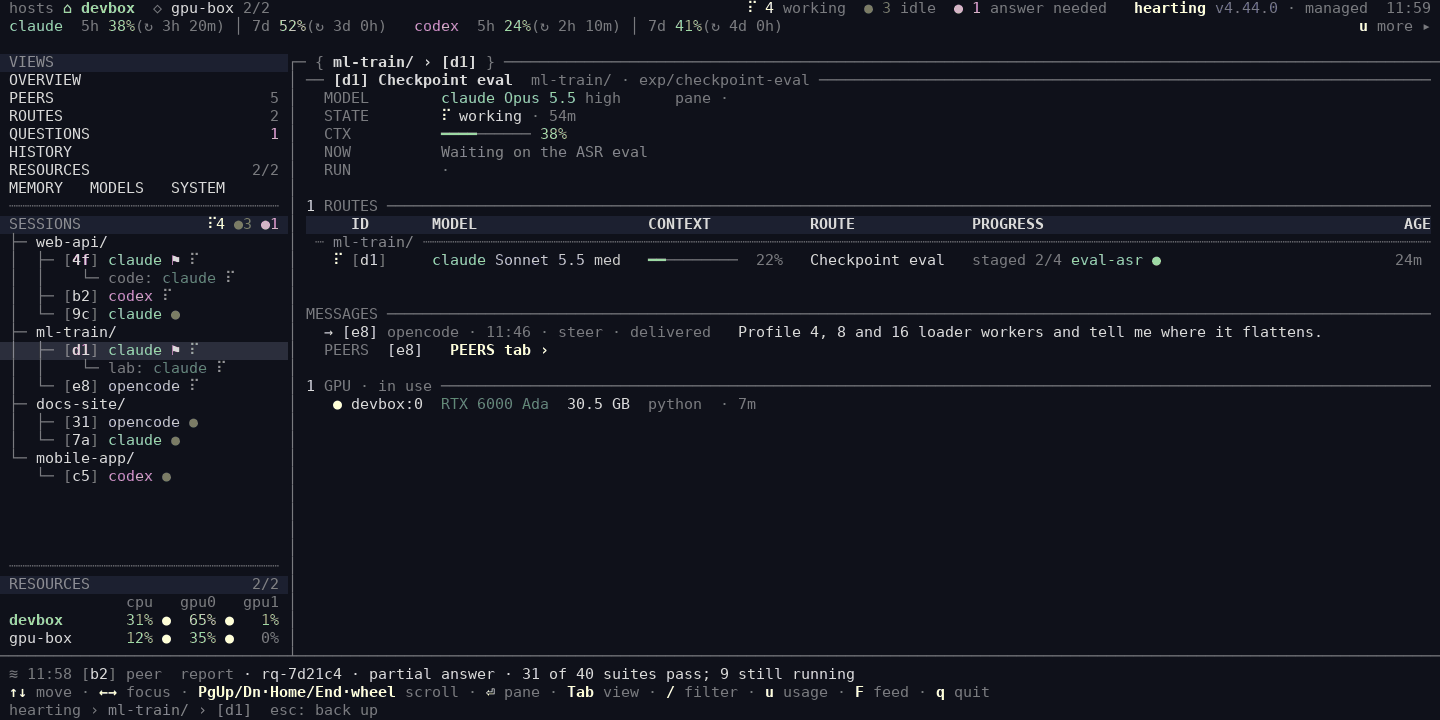 hosts ⌂ devbox ◇ gpu-box 2/2 ⠏ 4 working ● 3 idle ● 1 answer needed hearting v4.44.0 · managed 11:59
claude 5h 38%(↻ 3h 20m) │ 7d 52%(↻ 3d 0h) codex 5h 24%(↻ 2h 10m) │ 7d 41%(↻ 4d 0h) u more ▸
VIEWS
OVERVIEW
PEERS 5
ROUTES 2
QUESTIONS 1
HISTORY
RESOURCES 2/2
MEMORY MODELS SYSTEM
SESSIONS ⠏4 ●3 ●1
web-api/
[4f] claude ⚑ ⠏
code: claude ⠏
[b2] codex ⠏
[9c] claude ●
ml-train/
[d1] claude ⚑ ⠏
lab: claude ⠏
[e8] opencode ⠏
docs-site/
[31] opencode ●
[7a] claude ●
mobile-app/
[c5] codex ●
RESOURCES 2/2
cpu gpu0 gpu1
devbox 31% ● 65% ● 1%
gpu-box 12% ● 35% ● 0%
{ ml-train/ › [d1] }
[d1] Checkpoint eval ml-train/ · exp/checkpoint-eval
MODEL claude Opus 5.5 high pane ·
STATE ⠏ working · 54m
CTX 38%
NOW Waiting on the ASR eval
RUN ·
1 ROUTES
ID MODEL CONTEXT ROUTE PROGRESS AGE
ml-train/
⠏ [d1] claude Sonnet 5.5 med 22% Checkpoint eval staged 2/4 eval-asr ● 24m
MESSAGES
→ [e8] opencode · 11:46 · steer · delivered Profile 4, 8 and 16 loader workers and tell me where it flattens.
PEERS [e8] PEERS tab ›
1 GPU · in use
● devbox:0 RTX 6000 Ada 30.5 GB python · 7m
≋ 11:58 [b2] peer report · rq-7d21c4 · partial answer · 31 of 40 suites pass; 9 still running
↑↓ move · ←→ focus · PgUp/Dn·Home/End·wheel scroll · ⏎ pane · Tab view · / filter · u usage · F feed · q quit
hearting › ml-train/ › [d1] esc: back up